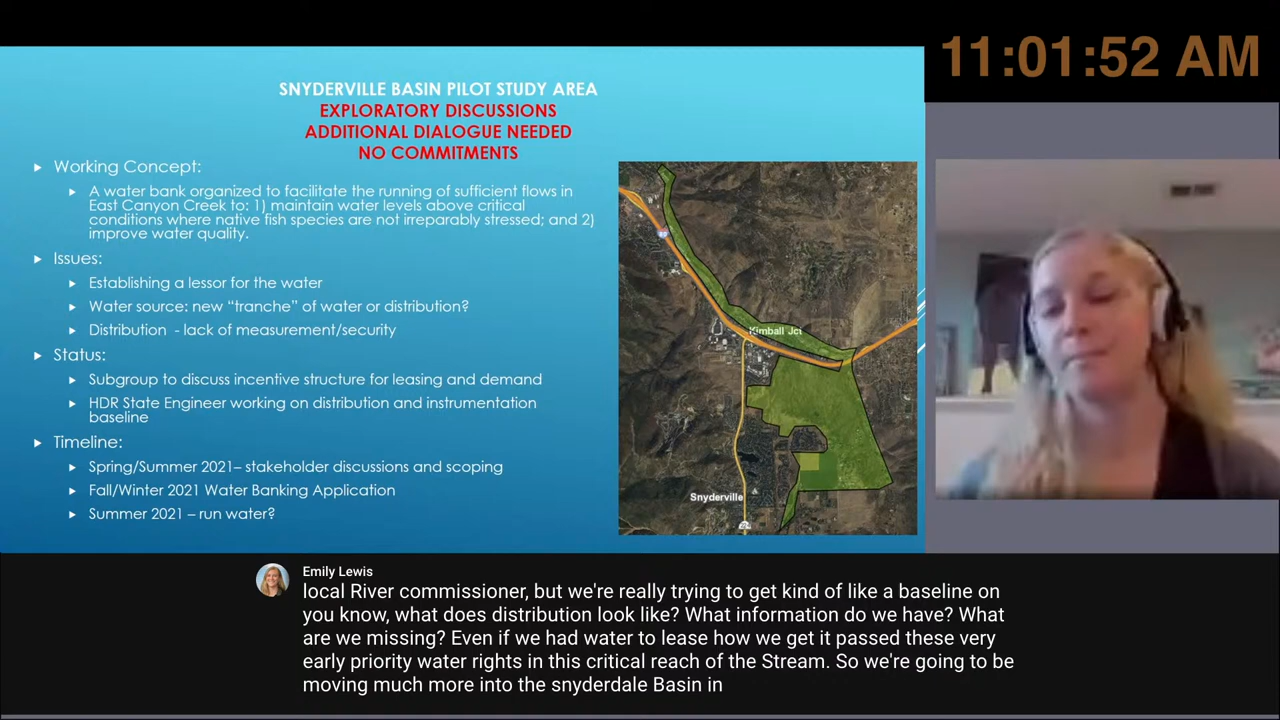 11:01:52 AM
SNYDERVILLE BASIN PILOT STUDY AREA
EXPLORATORY DISCUSSIONS
ADDITIONAL DIALOGUE NEEDED
NO COMMITMENTS
Working Concept:
A water bank organized to facilitate the running of sufficient flows in
East Canyon Creek to: 1) maintain water levels above critical
conditions where native fish species are not irreparably stressed; and 2)
improve water quality.
Issues:
Establishing a lessor for the water
Water source: new “tranche” of water or distribution?
Distribution - lack of measurement/security
Status:
Subgroup to discuss incentive structure for leasing and demand
HDR State Engineer working on distribution and instrumentation
baseline
Timeline:
Spring/Summer 2021– stakeholder discussions and scoping
Fall/Winter 2021 Water Banking Application
Summer 2021 – run water?
80
Kimball Jct
Snyderville
Emily Lewis
local River commissioner, but we're really trying to get kind of like a baseline on
you know, what does distribution look like? What information do we have? What
are we missing? Even if we had water to lease how we get it passed these very
early priority water rights in this critical reach of the Stream. So we're going to be
moving much more into the snyderdale Basin in